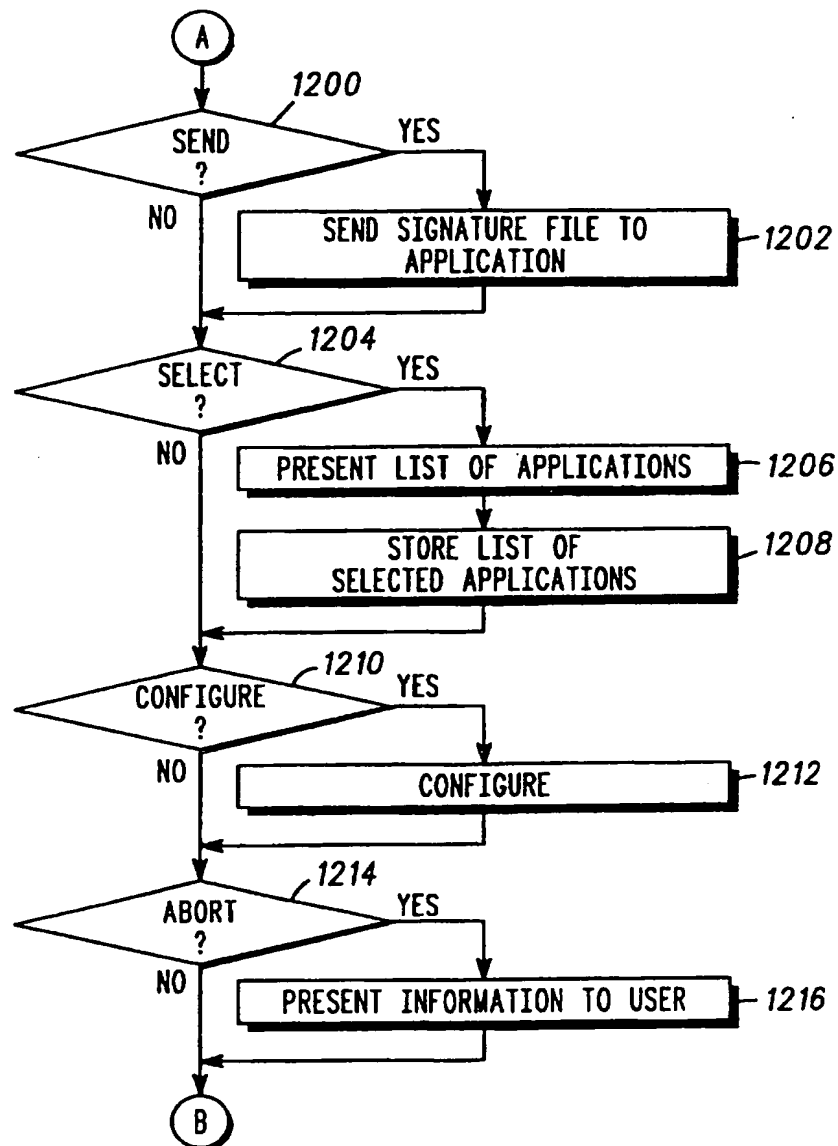 A
1200
SEND
?
YES
NO
SEND SIGNATURE FILE TO
APPLICATION
1202
1204
SELECT
?
YES
NO
PRESENT LIST OF APPLICATIONS
1206
STORE LIST OF
SELECTED APPLICATIONS
1208
1210
CONFIGURE
?
YES
NO
CONFIGURE
1212
1214
ABORT
?
YES
NO
PRESENT INFORMATION TO USER
1216
B